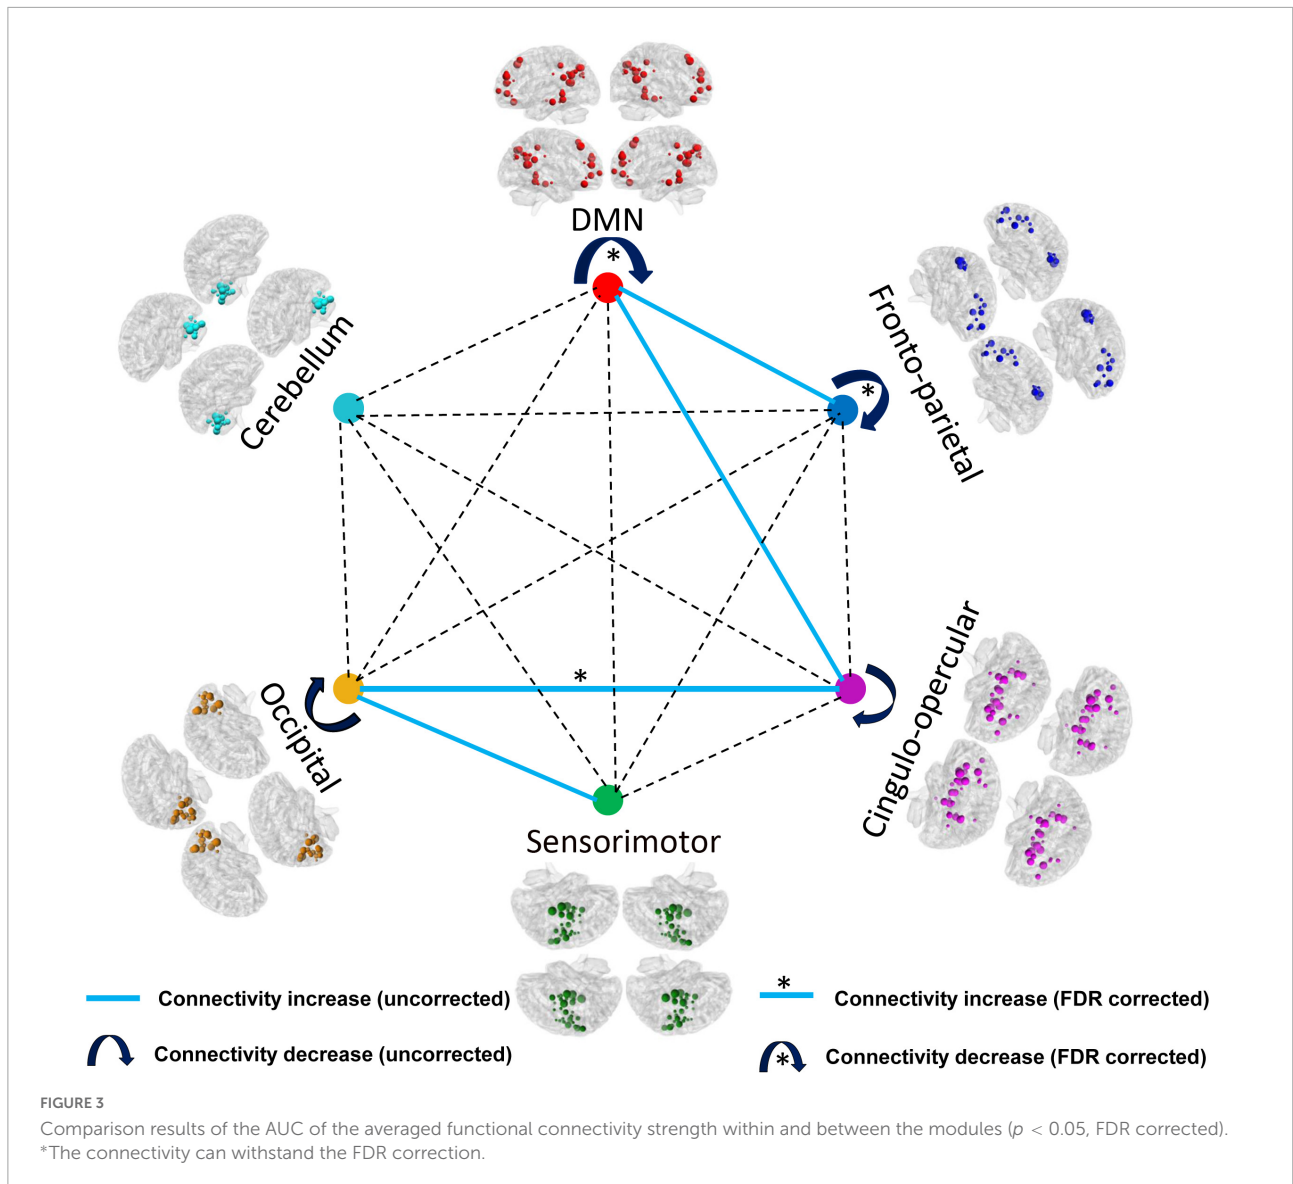 DMN
*
Cerebellum
Fronto-parietal
*
*
Occipital
Cingulo-opercular
Sensorimotor
Connectivity increase (uncorrected)
* Connectivity increase (FDR corrected)
Connectivity decrease (uncorrected)
* Connectivity decrease (FDR corrected)
FIGURE 3
Comparison results of the AUC of the averaged functional connectivity strength within and between the modules (p < 0.05, FDR corrected).
*The connectivity can withstand the FDR correction.